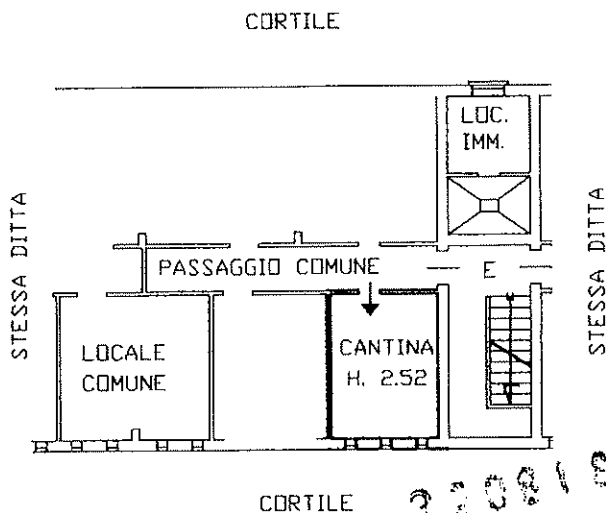 CORTILE
LOC.
IMM.
STESSA DITTA
STESSA DITTA
PASSAGGIO COMUNE
E
LOCALE
COMUNE
CANTINA
H. 2.52
CORTILE